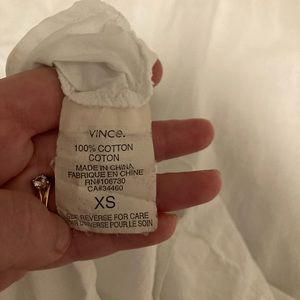 VINCE.
100% COTTON
COTON
MADE IN CHINA
FABRIQUE EN CHINE
RN#106730
CA#34460
XS
SEE REVERSE FOR CARE
VOIR L'INVERSE POUR LE SOIN